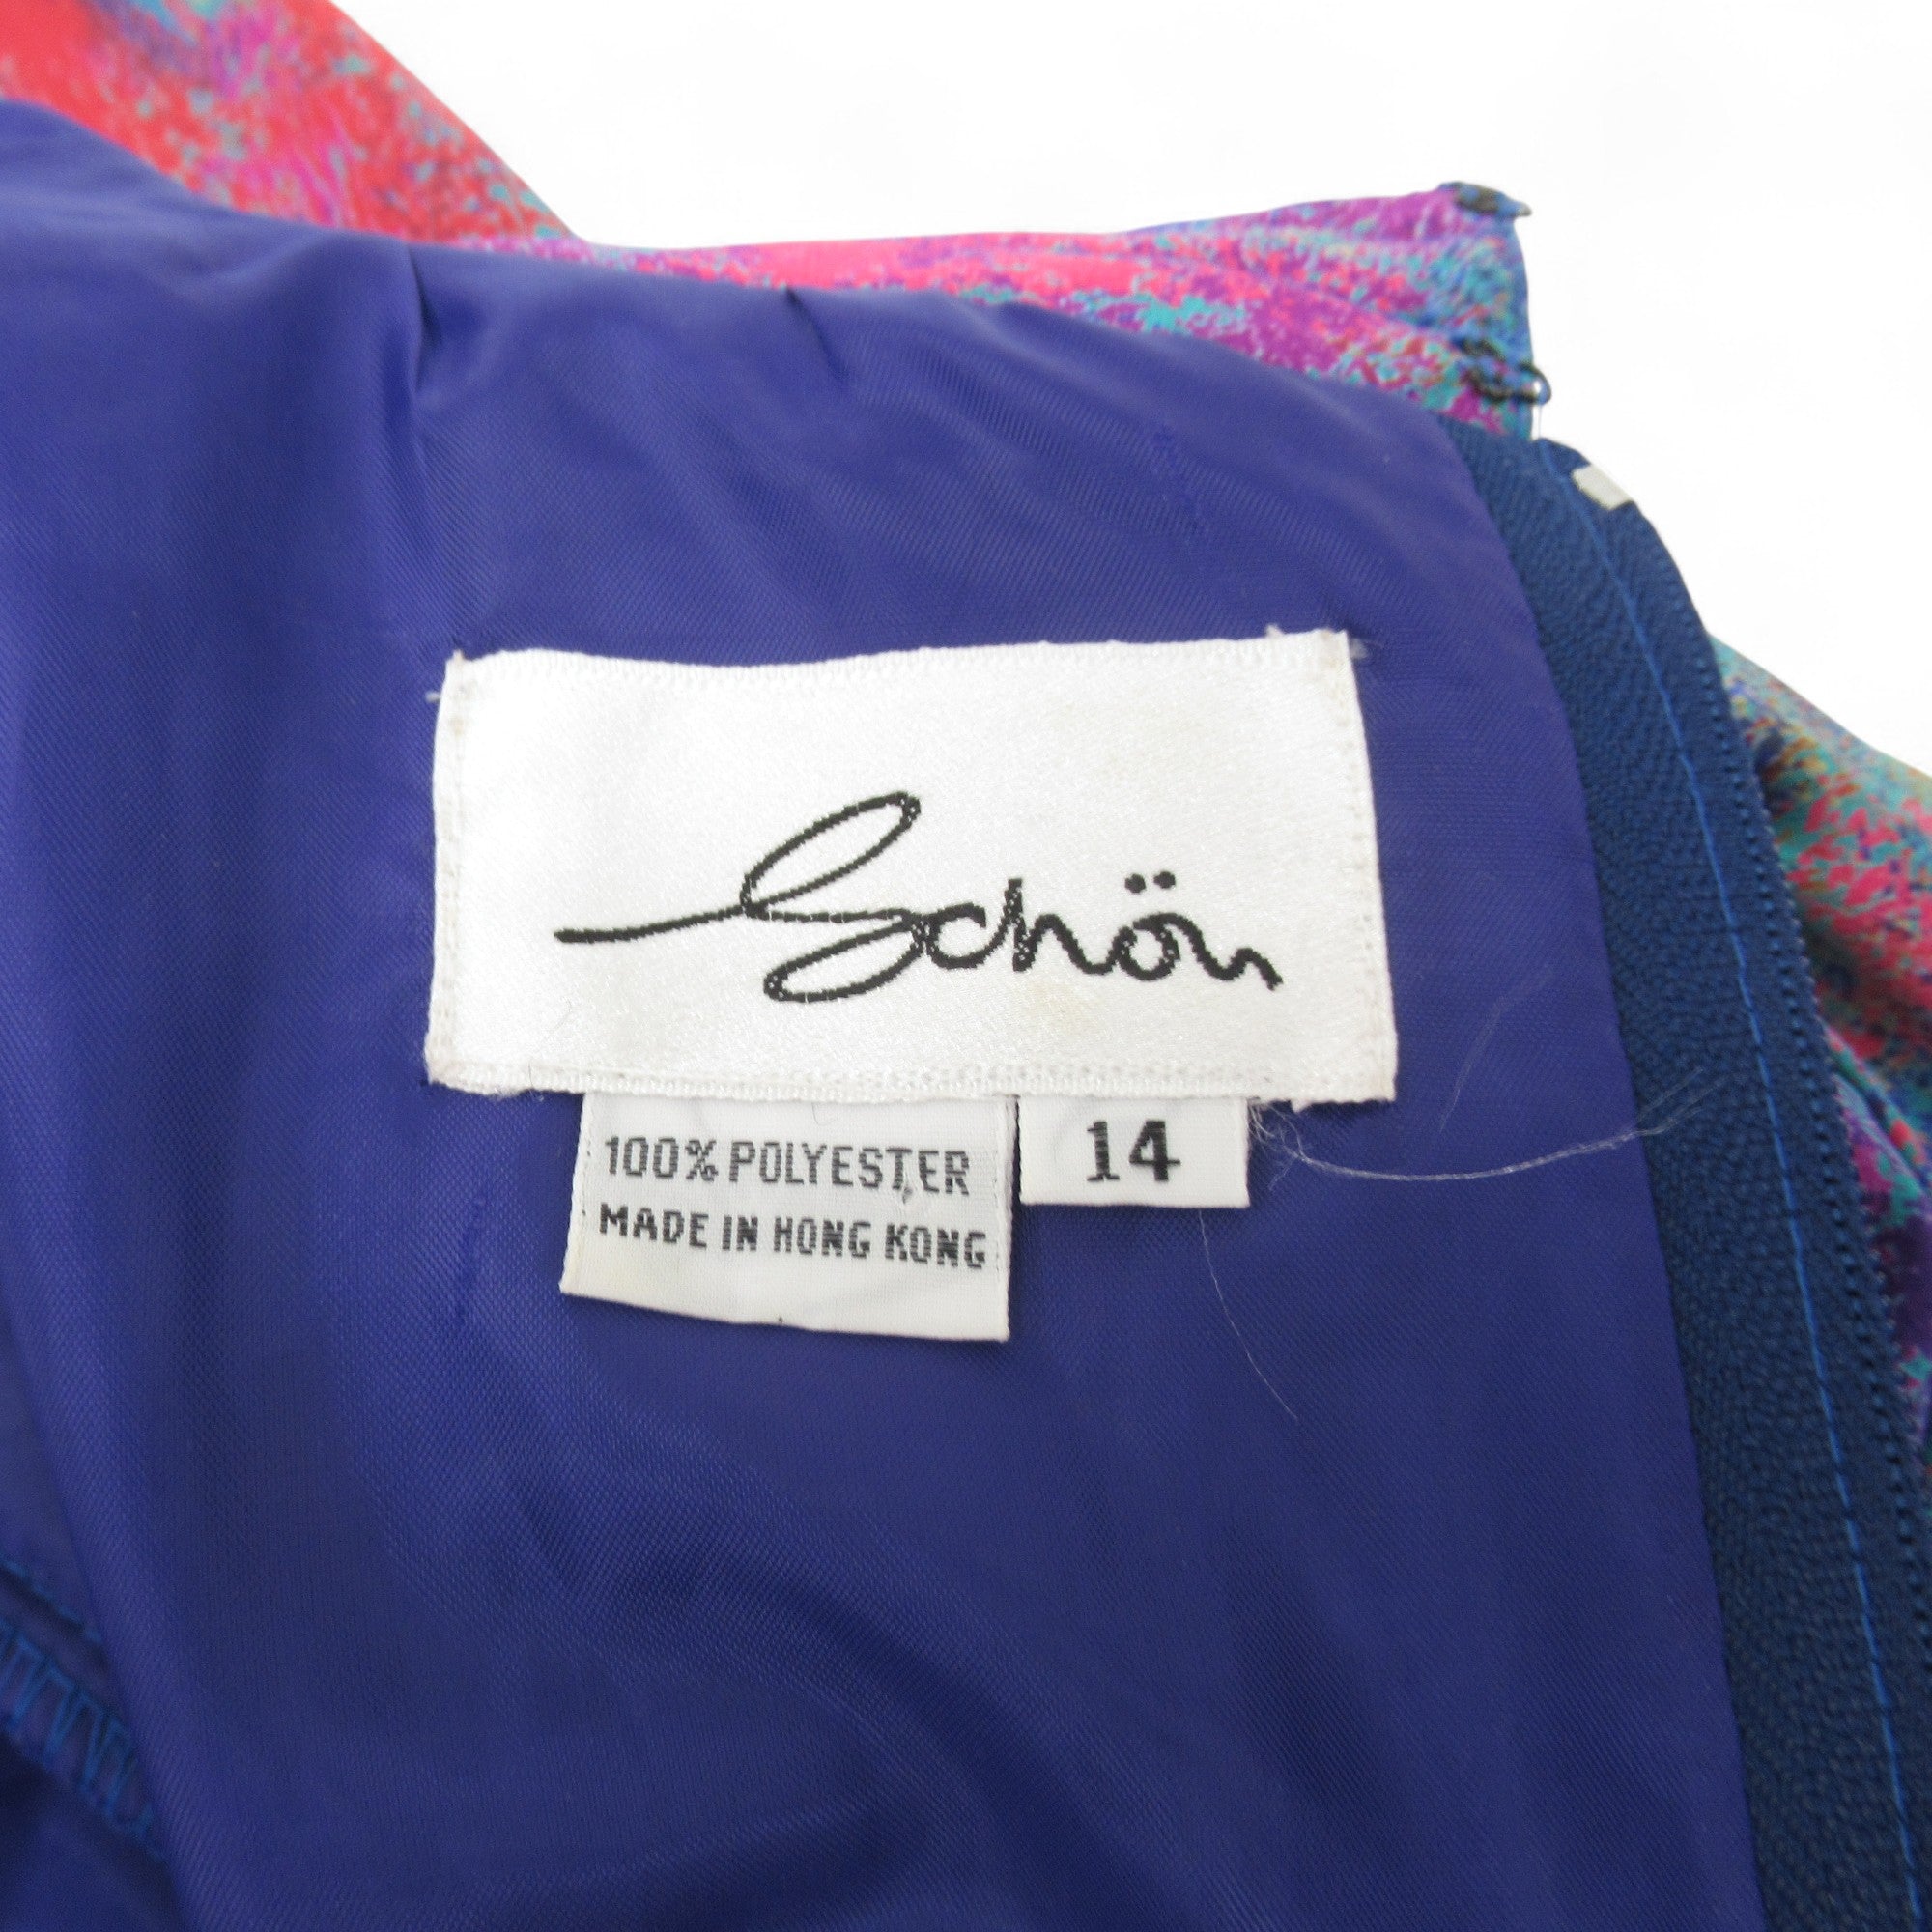 Schön
100% POLYESTER
MADE IN HONG KONG
14